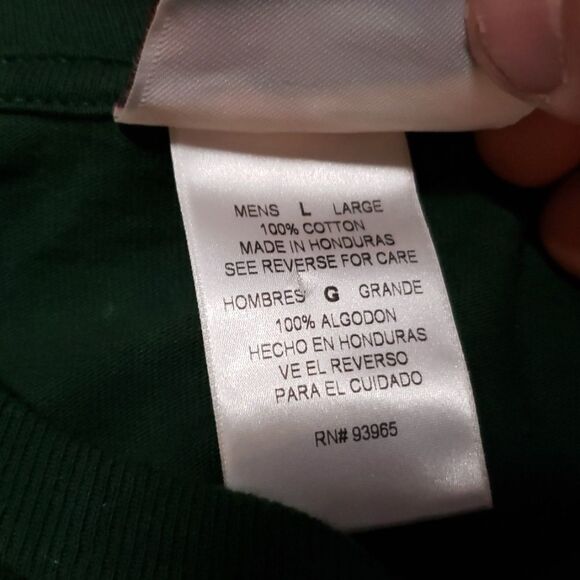 MENS L LARGE
100% COTTON
MADE IN HONDURAS
SEE REVERSE FOR CARE
HOMBRES G GRANDE
100% ALGODON
HECHO EN HONDURAS
VE EL REVERSO
PARA EL CUIDADO
RN# 93965